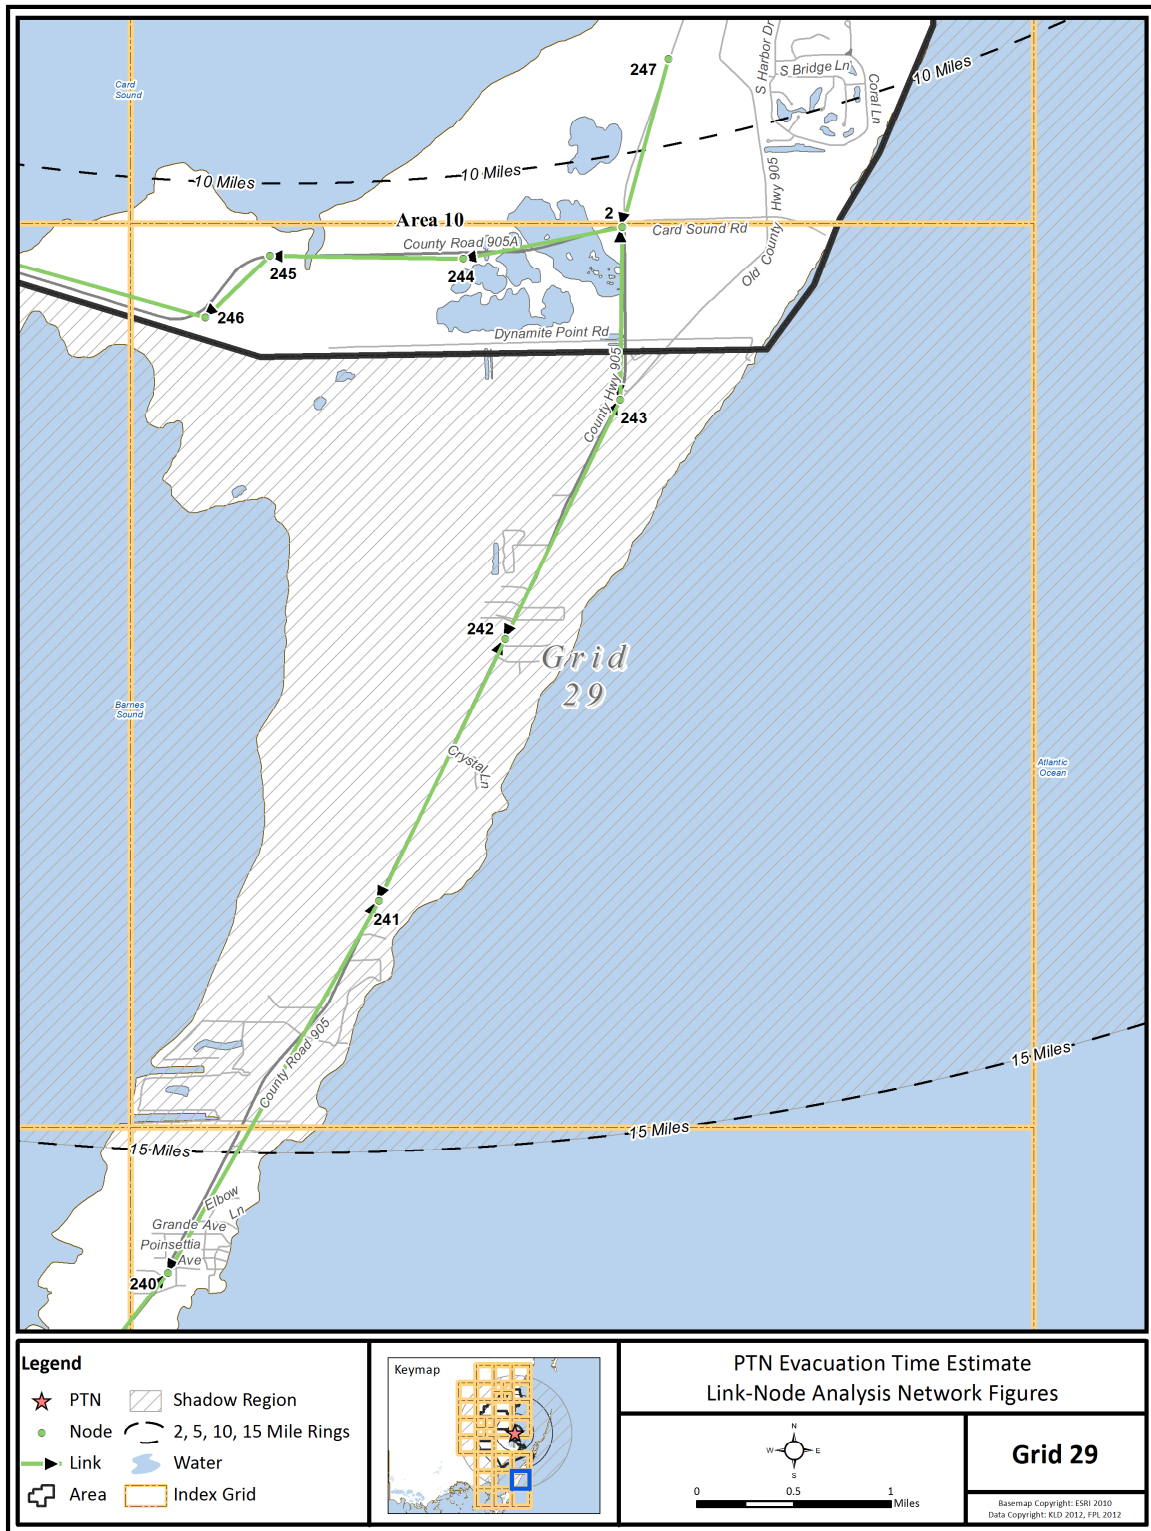 247
S Harbor Dr
S Bridge Ln
Coral Ln
10 Miles
Card
Sound
10 Miles
10 Miles
2
Area 10
County Road 905A
Card Sound Rd
Old County Hwy 905
245
244
246
Dynamite Point Rd
County Hwy 905
243
242
Grid
29
Barnes
Sound
Crystal Ln
Atlantic
Ocean
241
County Road 905
15 Miles
15 Miles
15 Miles
Elbow Ln
Grande Ave
Poinsettia
Ave
240
Legend
PTN
Shadow Region
Node
2, 5, 10, 15 Mile Rings
Link
Water
Area
Index Grid
Keymap
PTN Evacuation Time Estimate
Link-Node Analysis Network Figures
N
W
E
S
0
0.5
1
Miles
Grid 29
Basemap Copyright: ESRI 2010
Data Copyright: KLD 2012, FPL 2012